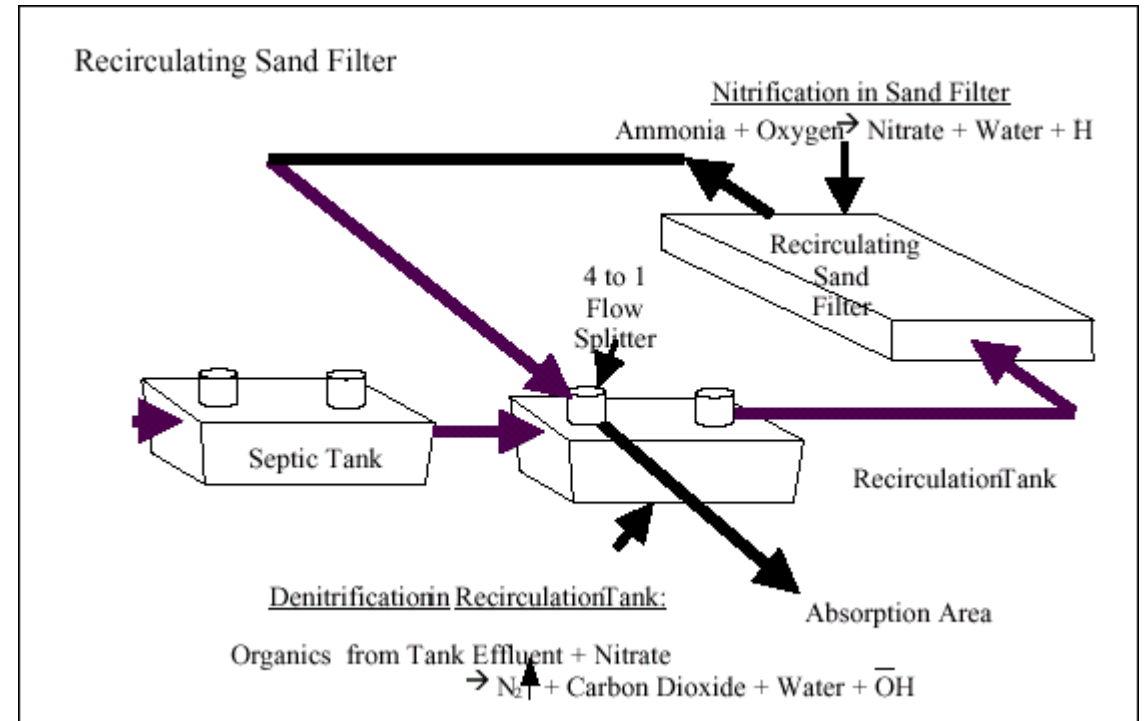 Recirculating Sand Filter
Nitrification in Sand Filter
Ammonia + Oxygen → Nitrate + Water + H
Recirculating
Sand
Filter
4 to 1
Flow
Splitter
Septic Tank
RecirculationTank
Denitrificationin RecirculationTank:
Absorption Area
Organics from Tank Effluent + Nitrate
→ N₂ + Carbon Dioxide + Water + O̅H